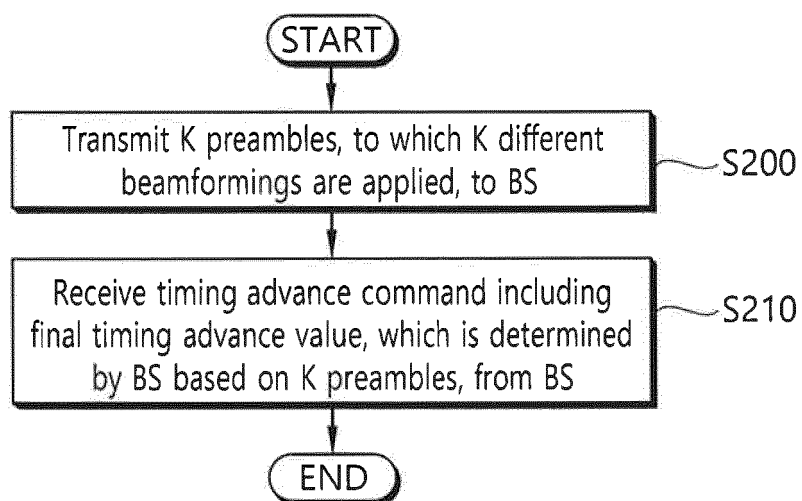 START
Transmit K preambles, to which K different
beamformings are applied, to BS
S200
Receive timing advance command including
final timing advance value, which is determined
by BS based on K preambles, from BS
S210
END